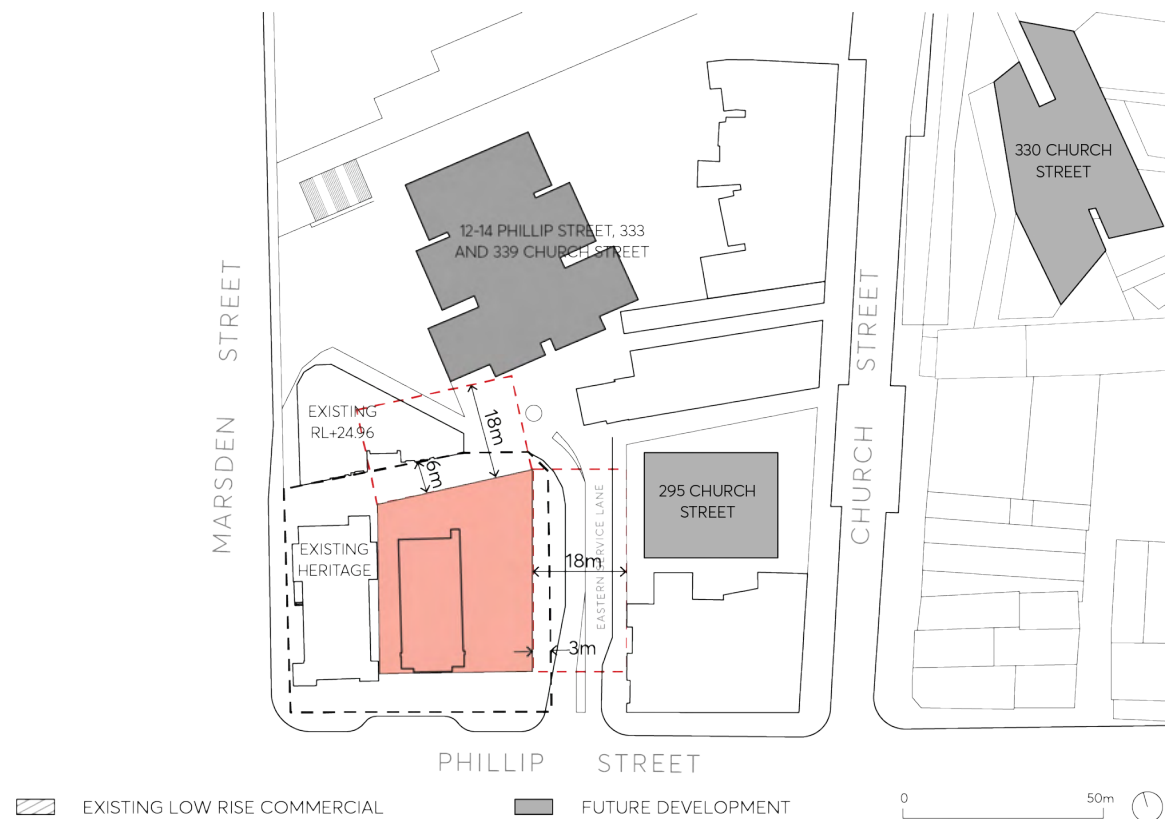 330 CHURCH
STREET
12-14 PHILLIP STREET, 333
AND 339 CHURCH STREET
MARSDEN STREET
CHURCH STREET
EXISTING
RL+24.96
18m
6m
295 CHURCH
STREET
EASTERN SERVICE LANE
EXISTING
HERITAGE
18m
3m
PHILLIP STREET
EXISTING LOW RISE COMMERCIAL
FUTURE DEVELOPMENT
0 50m